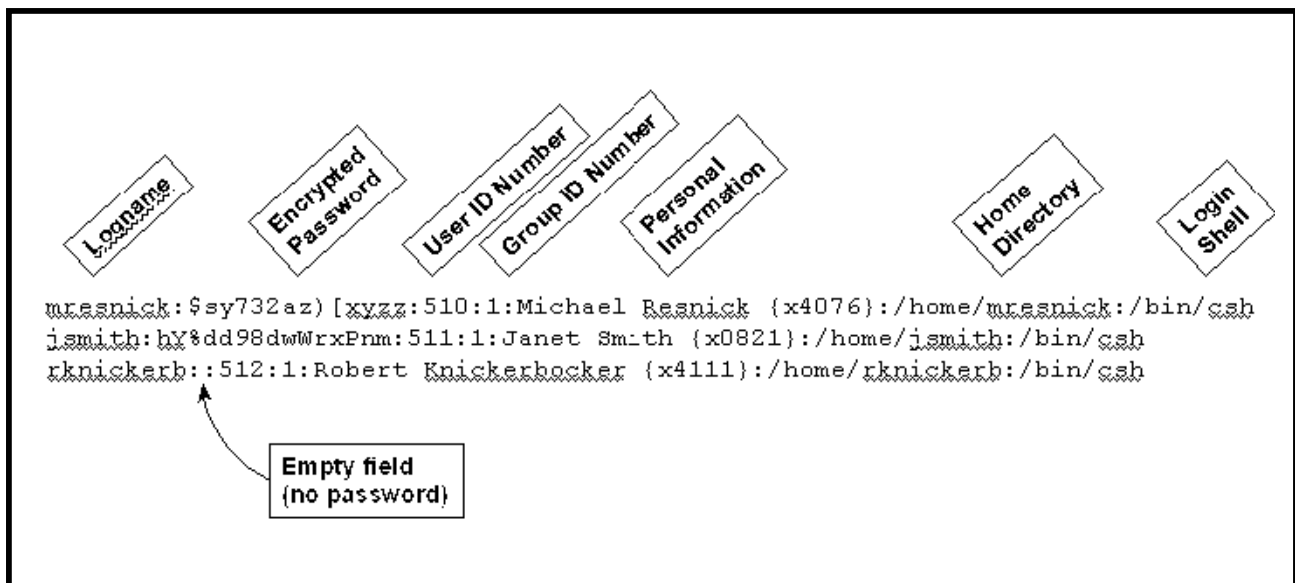 Logname
Encrypted
Password
User ID Number
Group ID Number
Personal
Information
Home
Directory
Login
Shell
mresnick:$sy732az)[xyzz:510:1:Michael Resnick {x4076}:/home/mresnick:/bin/csh
jsmith:hY%dd98dwWrxPnm:511:1:Janet Smith {x0821}:/home/jsmith:/bin/csh
rknickerb::512:1:Robert Knickerbocker {x4111}:/home/rknickerb:/bin/csh
Empty field
(no password)